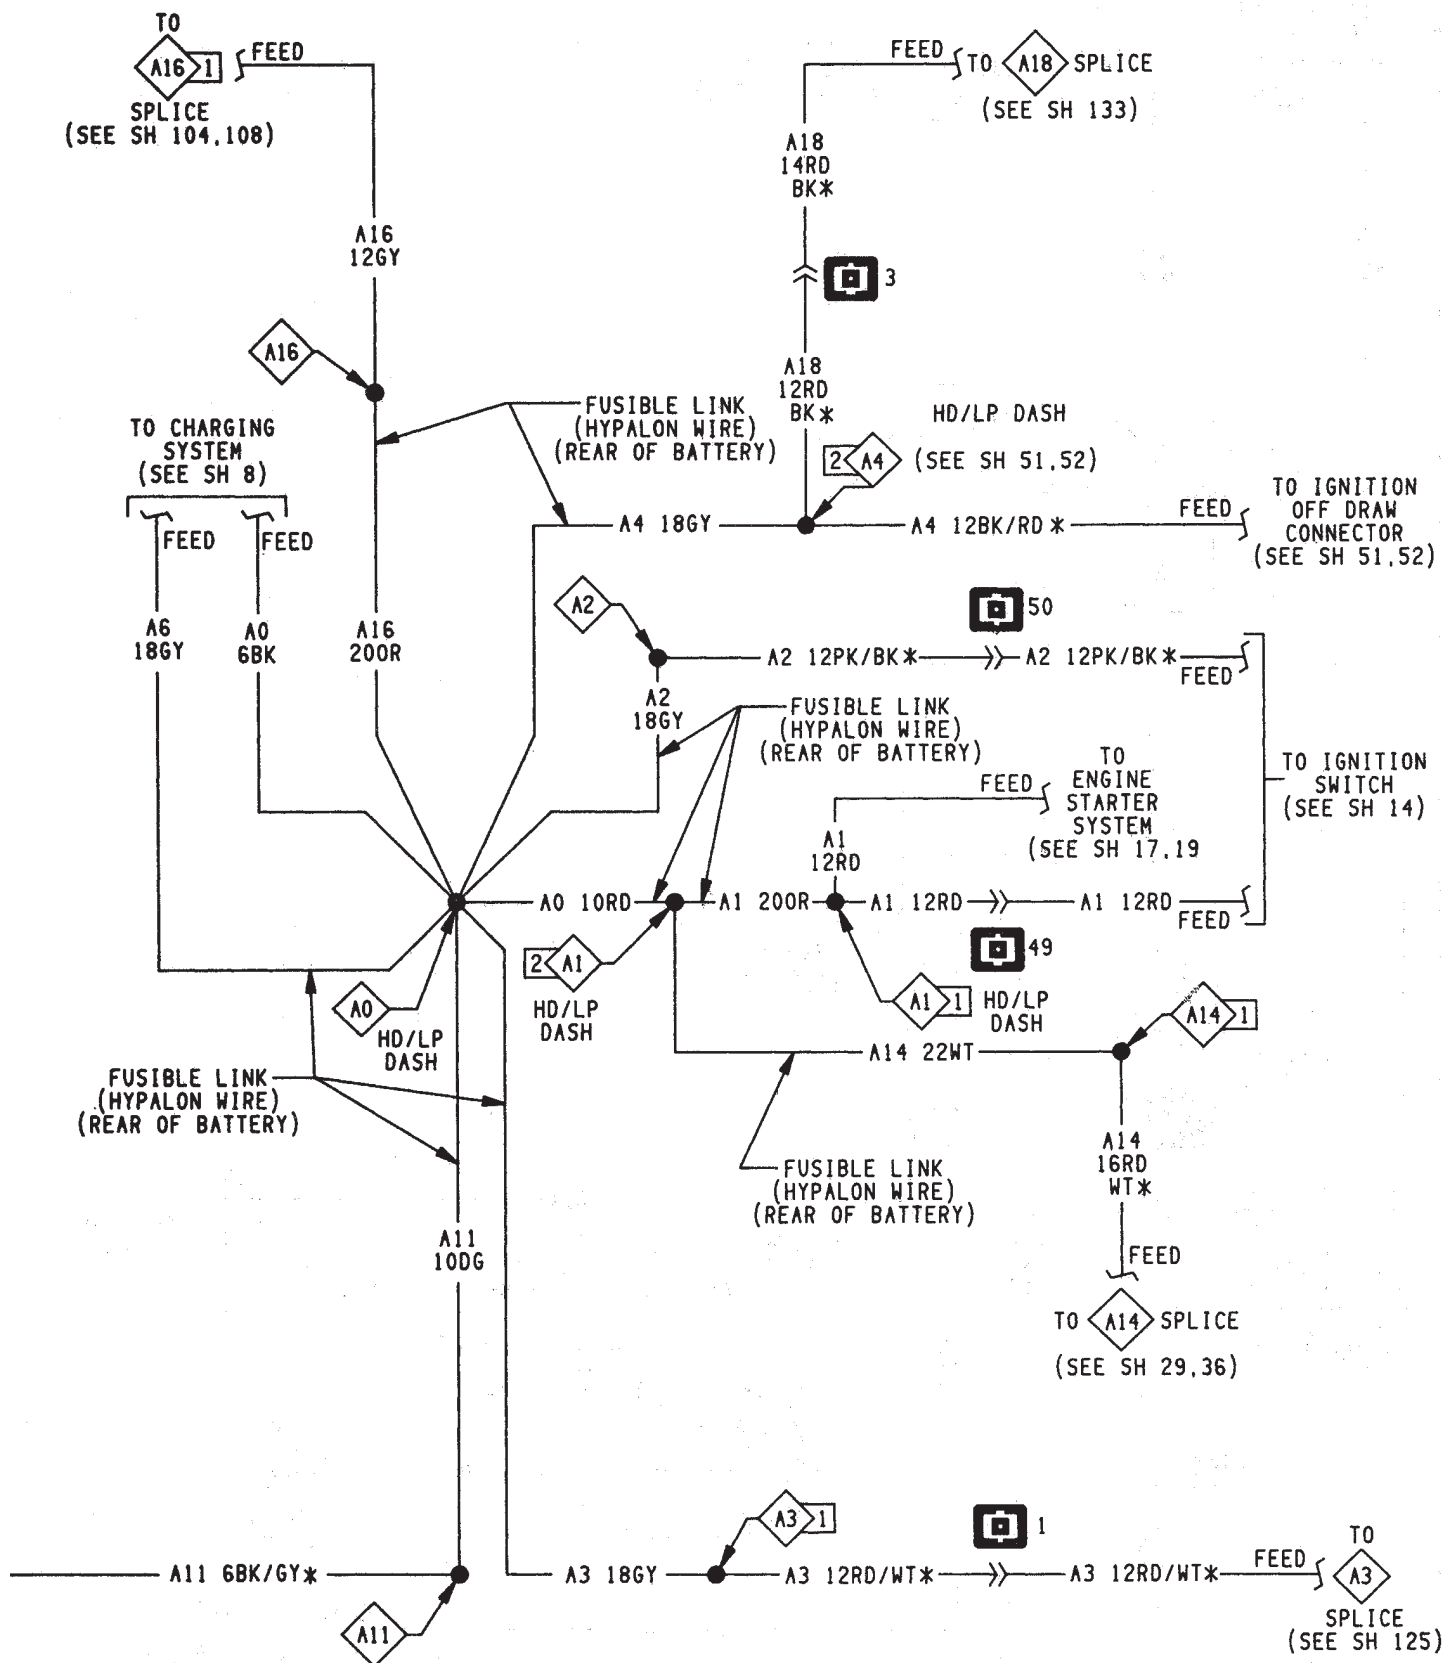 TO
A16 1
FEED
SPLICE
(SEE SH 104,108)
FEED
TO A18 SPLICE
(SEE SH 133)
A18
14RD
BK*
A16
12GY
3
A16
A18
12RD
BK*
FUSIBLE LINK
(HYPALON WIRE)
(REAR OF BATTERY)
HD/LP DASH
2 A4 (SEE SH 51,52)
TO CHARGING
SYSTEM
(SEE SH 8)
FEED
FEED
A4 18GY
A4 12BK/RD *
FEED
TO IGNITION
OFF DRAW
CONNECTOR
(SEE SH 51,52)
A2
50
A6
18GY
A0
6BK
A16
20OR
A2 12PK/BK*
A2 12PK/BK*
FEED
A2
18GY
FUSIBLE LINK
(HYPALON WIRE)
(REAR OF BATTERY)
TO
ENGINE
STARTER
SYSTEM
(SEE SH 17,19
FEED
TO IGNITION
SWITCH
(SEE SH 14)
A1
12RD
A0 10RD
A1 20OR
A1 12RD
A1 12RD
FEED
49
2 A1
HD/LP
DASH
A0
HD/LP
DASH
A1 1
HD/LP
DASH
A14 1
A14 22WT
FUSIBLE LINK
(HYPALON WIRE)
(REAR OF BATTERY)
A14
16RD
WT*
FUSIBLE LINK
(HYPALON WIRE)
(REAR OF BATTERY)
A11
10DG
FEED
TO A14 SPLICE
(SEE SH 29,36)
A3 1
1
A11 6BK/GY*
A3 18GY
A3 12RD/WT*
A3 12RD/WT*
FEED
TO
A3
SPLICE
(SEE SH 125)
A11